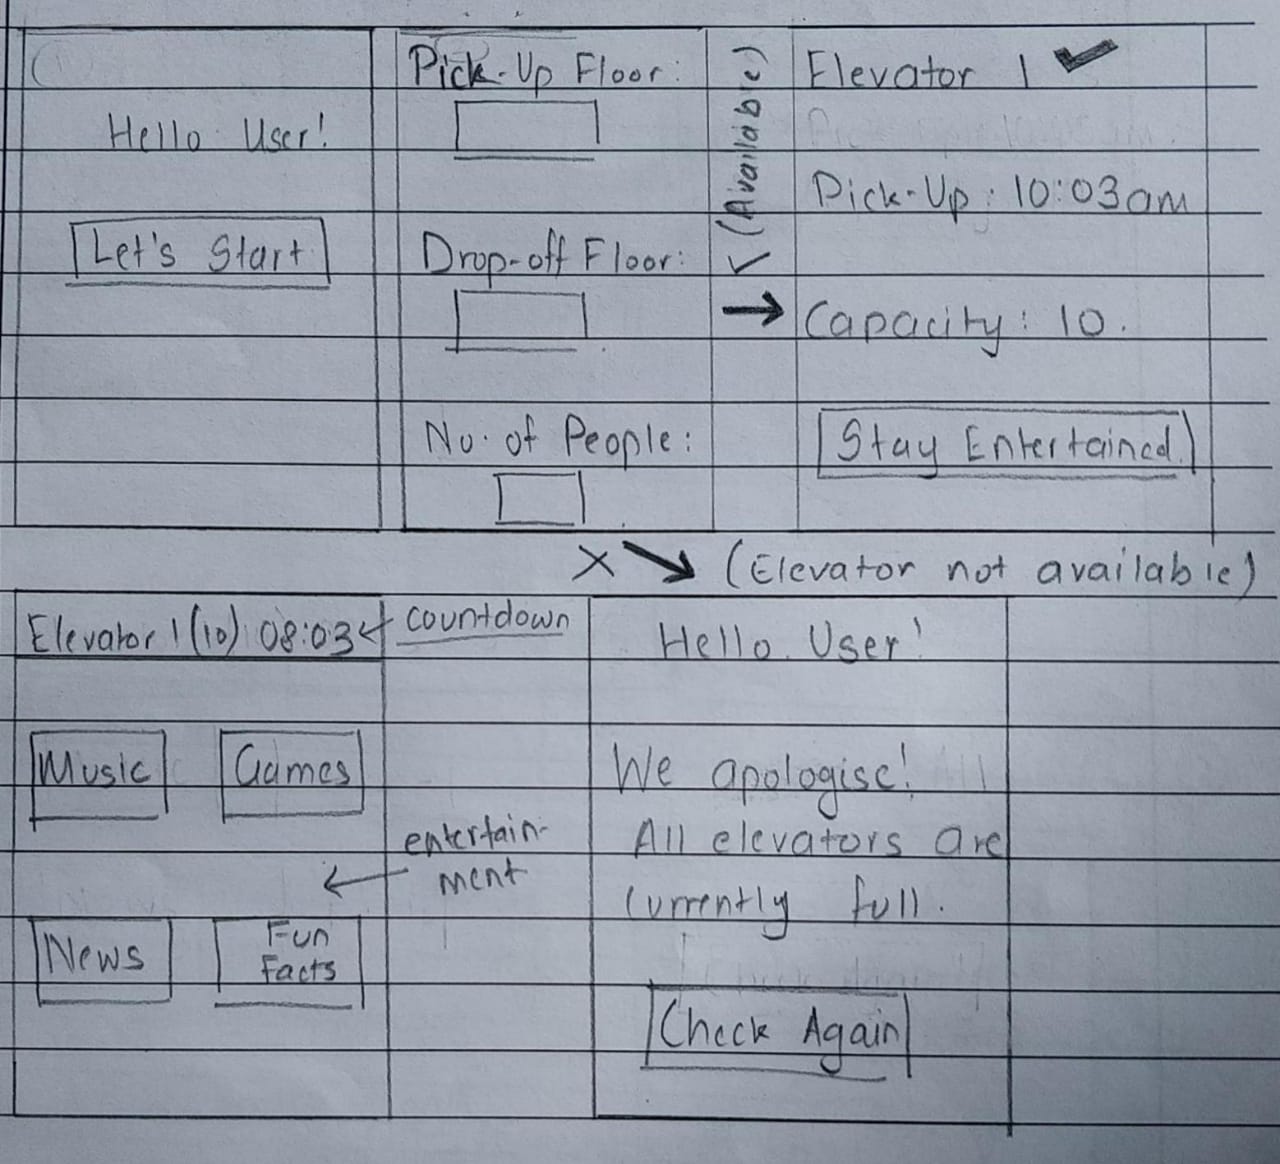 Hello User!
Let's Start
Pick-Up Floor:
Drop-off Floor:
No. of People:
✓ (Available)
→
Elevator 1 ✔
Pick-Up: 10:03am
Capacity: 10.
Stay Entertained
X ↘ (Elevator not available)
Elevator 1 (10) 08:03 ← countdown
Music
Games
entertain-
ment
News
Fun
Facts
Hello User!
We apologise!
All elevators are
currently full.
Check Again